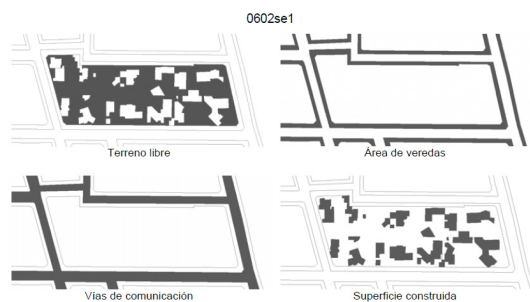 0602se1
Terreno libre
Área de veredas
Vías de comunicación
Superficie construida